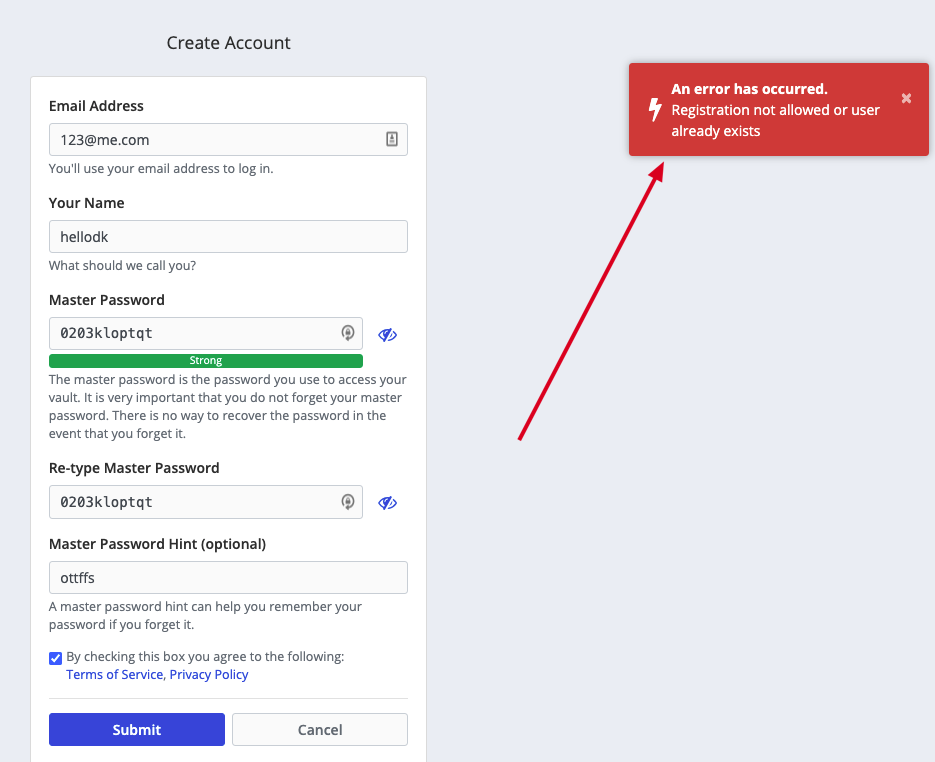 Create Account
Email Address
123@me.com
You'll use your email address to log in.
Your Name
hellodk
What should we call you?
Master Password
0203kloptqt
Strong
The master password is the password you use to access your
vault. It is very important that you do not forget your master
password. There is no way to recover the password in the
event that you forget it.
Re-type Master Password
0203kloptqt
Master Password Hint (optional)
ottffs
A master password hint can help you remember your
password if you forget it.
By checking this box you agree to the following:
Terms of Service, Privacy Policy
Submit
Cancel
An error has occurred.
Registration not allowed or user
already exists